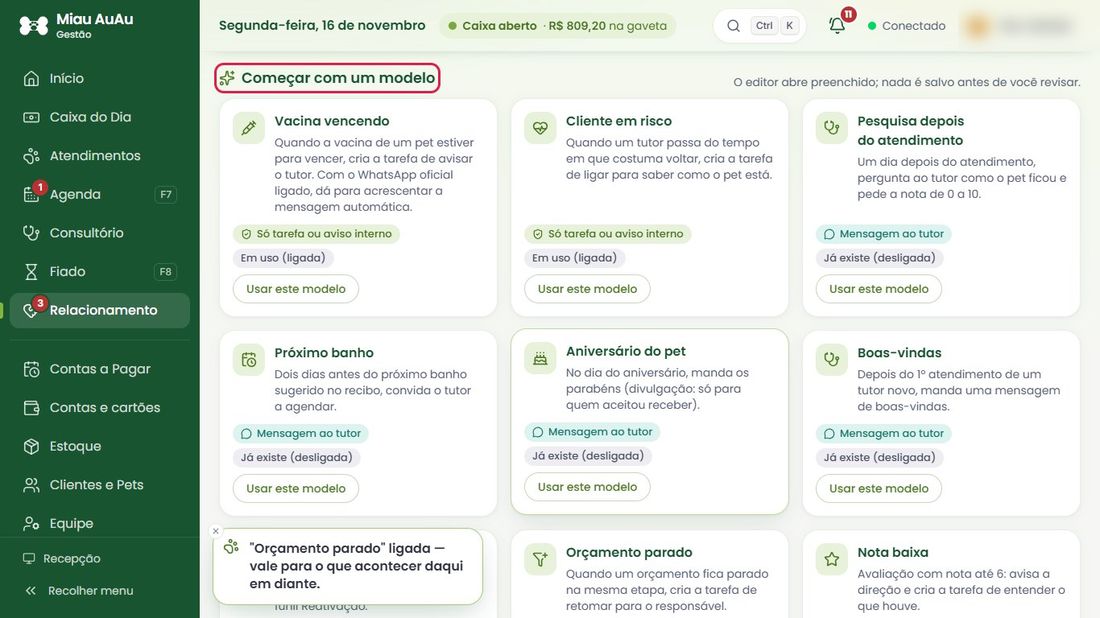 Miau AuAu
Gestão
Início
Caixa do Dia
Atendimentos
1
Agenda
F7
Consultório
Fiado
F8
3
Relacionamento
Contas a Pagar
Contas e cartões
Estoque
Clientes e Pets
Equipe
Recepção
Recolher menu
Segunda-feira, 16 de novembro
Caixa aberto · R$ 809,20 na gaveta
Ctrl K
11
Conectado
Começar com um modelo
O editor abre preenchido; nada é salvo antes de você revisar.
Vacina vencendo
Quando a vacina de um pet estiver
para vencer, cria a tarefa de avisar
o tutor. Com o WhatsApp oficial
ligado, dá para acrescentar a
mensagem automática.
Só tarefa ou aviso interno
Em uso (ligada)
Usar este modelo
Cliente em risco
Quando um tutor passa do tempo
em que costuma voltar, cria a tarefa
de ligar para saber como o pet está.
Só tarefa ou aviso interno
Em uso (ligada)
Usar este modelo
Pesquisa depois
do atendimento
Um dia depois do atendimento,
pergunta ao tutor como o pet ficou e
pede a nota de 0 a 10.
Mensagem ao tutor
Já existe (desligada)
Usar este modelo
Próximo banho
Dois dias antes do próximo banho
sugerido no recibo, convida o tutor
a agendar.
Mensagem ao tutor
Já existe (desligada)
Usar este modelo
Aniversário do pet
No dia do aniversário, manda os
parabéns (divulgação: só para
quem aceitou receber).
Mensagem ao tutor
Já existe (desligada)
Usar este modelo
Boas-vindas
Depois do 1º atendimento de um
tutor novo, manda uma mensagem
de boas-vindas.
Mensagem ao tutor
Já existe (desligada)
Usar este modelo
"Orçamento parado" ligada —
vale para o que acontecer daqui
em diante.
funil Reativação.
Orçamento parado
Quando um orçamento fica parado
na mesma etapa, cria a tarefa de
retomar para o responsável.
Nota baixa
Avaliação com nota até 6: avisa a
direção e cria a tarefa de entender o
que houve.